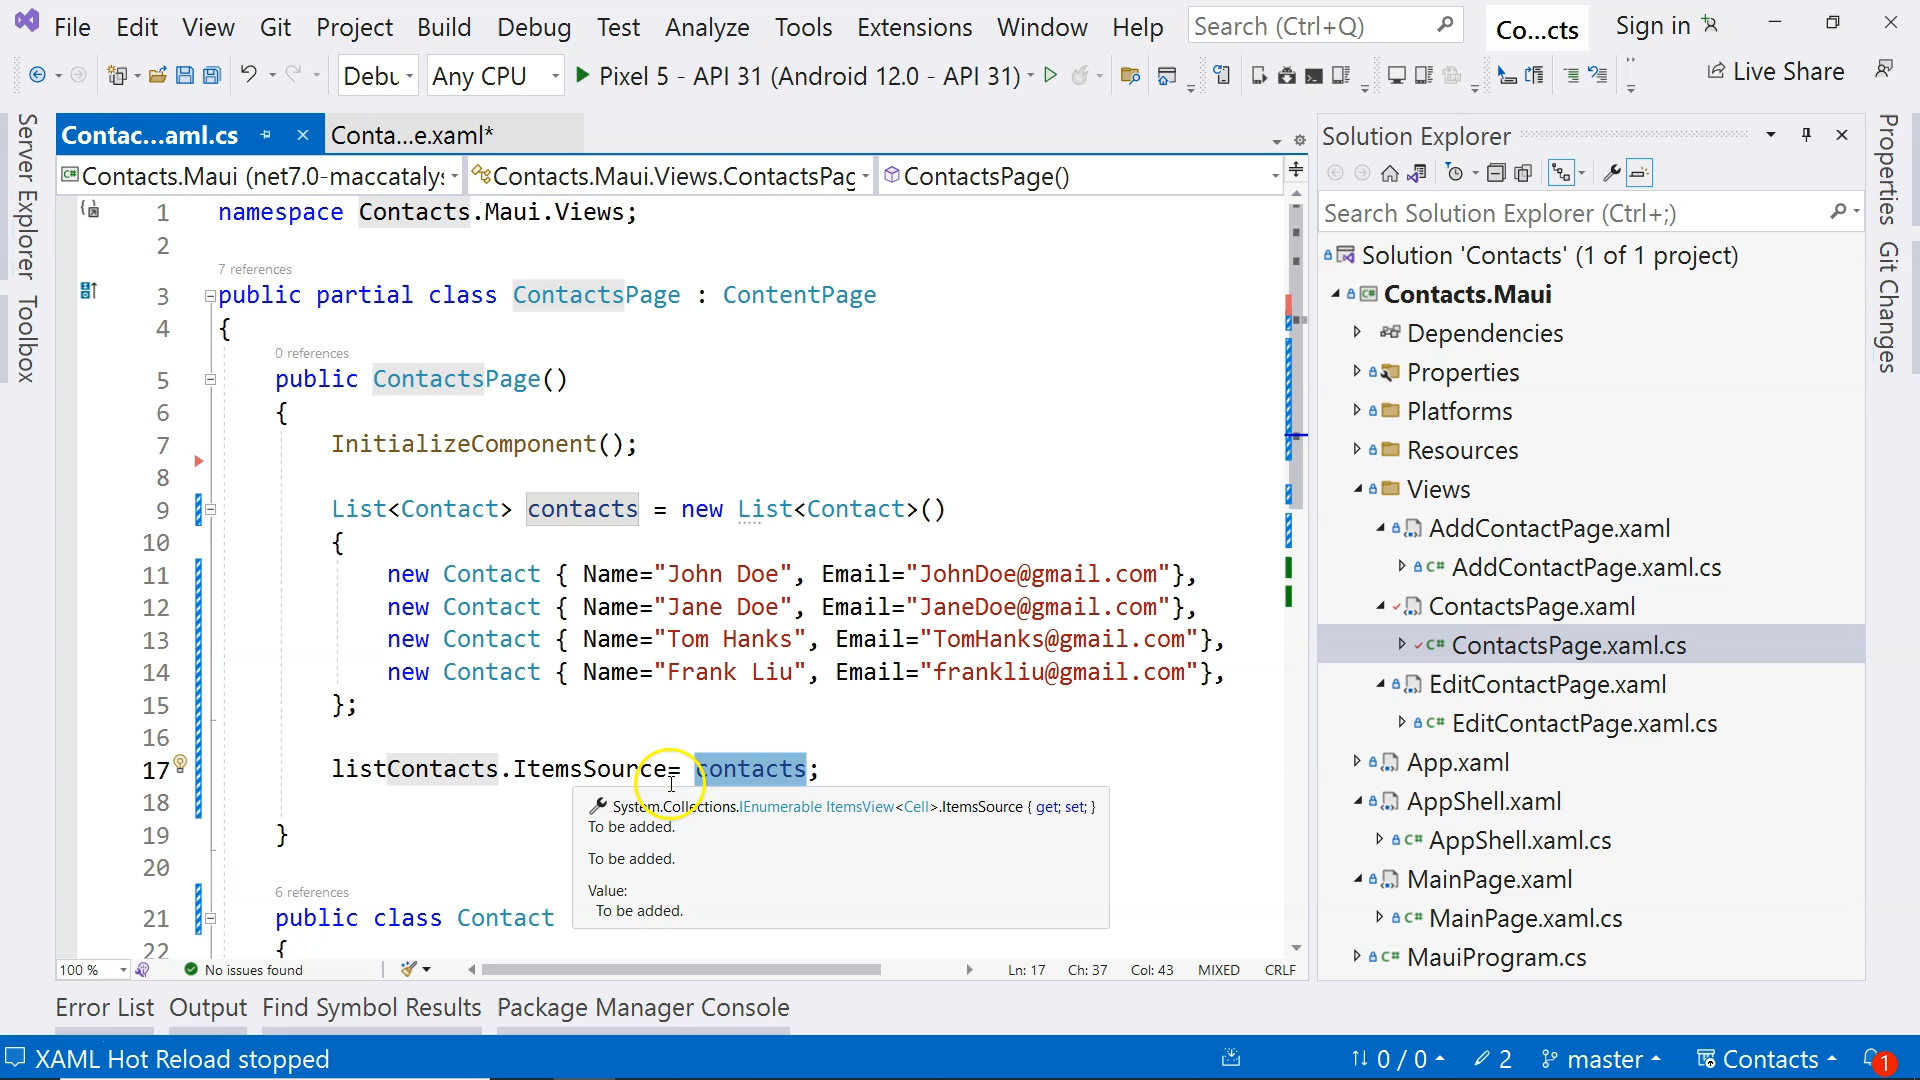 File Edit View Git Project Build Debug Test Analyze Tools Extensions Window Help Search (Ctrl+Q) Co...cts Sign in
Debu Any CPU Pixel 5 - API 31 (Android 12.0 - API 31) Live Share
Contac...aml.cs Conta...e.xaml*
Contacts.Maui (net7.0-maccataly Contacts.Maui.Views.ContactsPag ContactsPage()
Server Explorer
Toolbox
1 namespace Contacts.Maui.Views;
2
7 references
3 public partial class ContactsPage : ContentPage
4 {
0 references
5 public ContactsPage()
6 {
7 InitializeComponent();
8
9 List<Contact> contacts = new List<Contact>()
10 {
11 new Contact { Name="John Doe", Email="JohnDoe@gmail.com"},
12 new Contact { Name="Jane Doe", Email="JaneDoe@gmail.com"},
13 new Contact { Name="Tom Hanks", Email="TomHanks@gmail.com"},
14 new Contact { Name="Frank Liu", Email="frankliu@gmail.com"},
15 };
16
17 listContacts.ItemsSource= contacts;
18
19 }
20
6 references
21 public class Contact
22 {
System.Collections.IEnumerable ItemsView<Cell>.ItemsSource { get; set; }
To be added.
To be added.
Value:
To be added.
100 % No issues found Ln: 17 Ch: 37 Col: 43 MIXED CRLF
Solution Explorer
Search Solution Explorer (Ctrl+;)
Solution 'Contacts' (1 of 1 project)
Contacts.Maui
Dependencies
Properties
Platforms
Resources
Views
AddContactPage.xaml
AddContactPage.xaml.cs
ContactsPage.xaml
ContactsPage.xaml.cs
EditContactPage.xaml
EditContactPage.xaml.cs
App.xaml
AppShell.xaml
AppShell.xaml.cs
MainPage.xaml
MainPage.xaml.cs
MauiProgram.cs
Properties
Git Changes
Error List Output Find Symbol Results Package Manager Console
XAML Hot Reload stopped 0 / 0 2 master Contacts 1